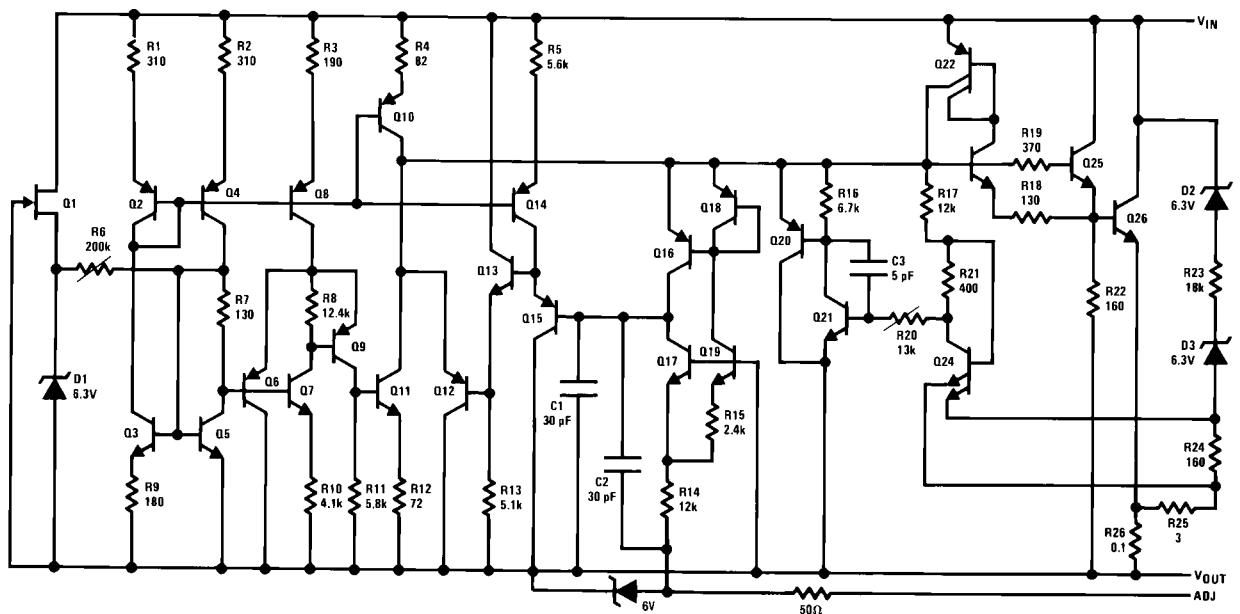 R1
310
R2
310
R3
190
R4
82
R5
5.6k
VIN
Q22
Q10
R19
370
Q25
Q1
Q2
Q4
Q8
Q14
Q18
R16
6.7k
R17
12k
R18
130
Q26
D2
6.3V
R6
200k
Q13
Q16
Q20
C3
5 pF
R21
400
R7
130
R8
12.4k
Q15
Q21
R20
13k
R22
160
R23
18k
D1
6.3V
Q9
Q17
Q19
Q24
D3
6.3V
Q6
Q7
Q11
Q12
C1
30 pF
R15
2.4k
Q3
Q5
R24
160
R9
180
R10
4.1k
R11
5.8k
R12
72
R13
5.1k
C2
30 pF
R14
12k
R26
0.1
R25
3
VOUT
6V
50Ω
ADJ